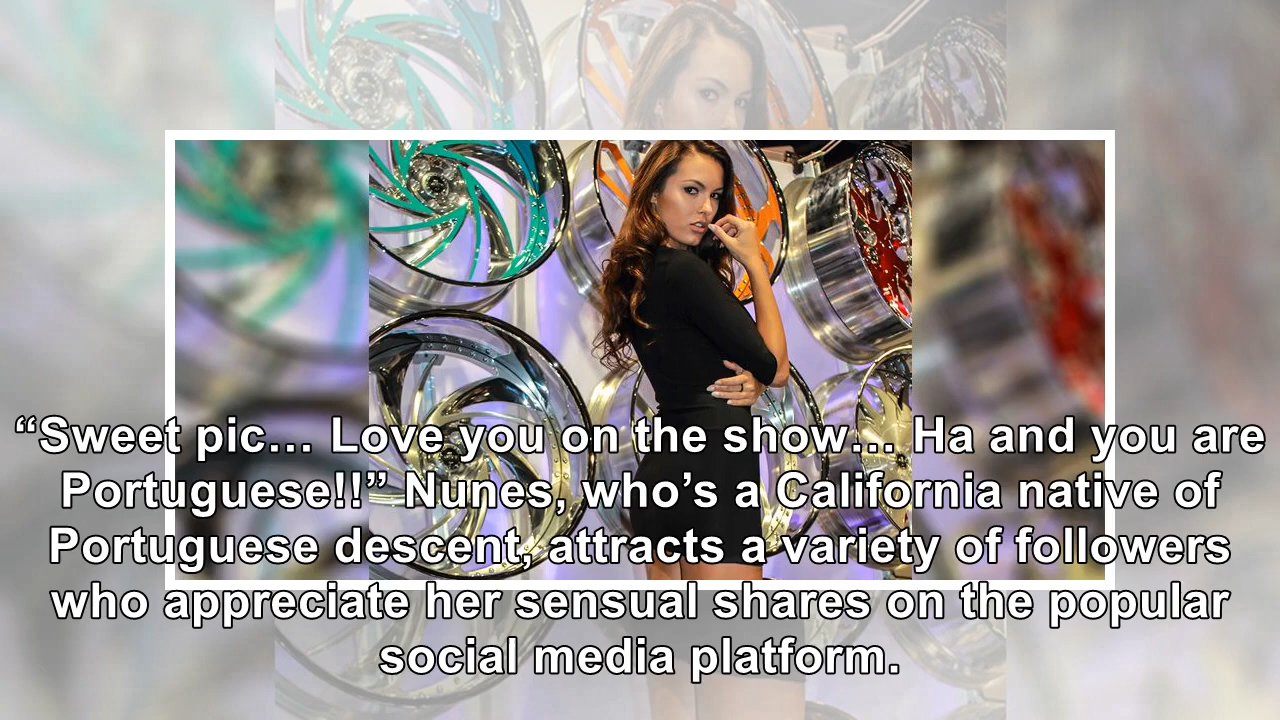 “Sweet pic… Love you on the show… Ha and you are
Portuguese!!” Nunes, who’s a California native of
Portuguese descent, attracts a variety of followers
who appreciate her sensual shares on the popular
social media platform.